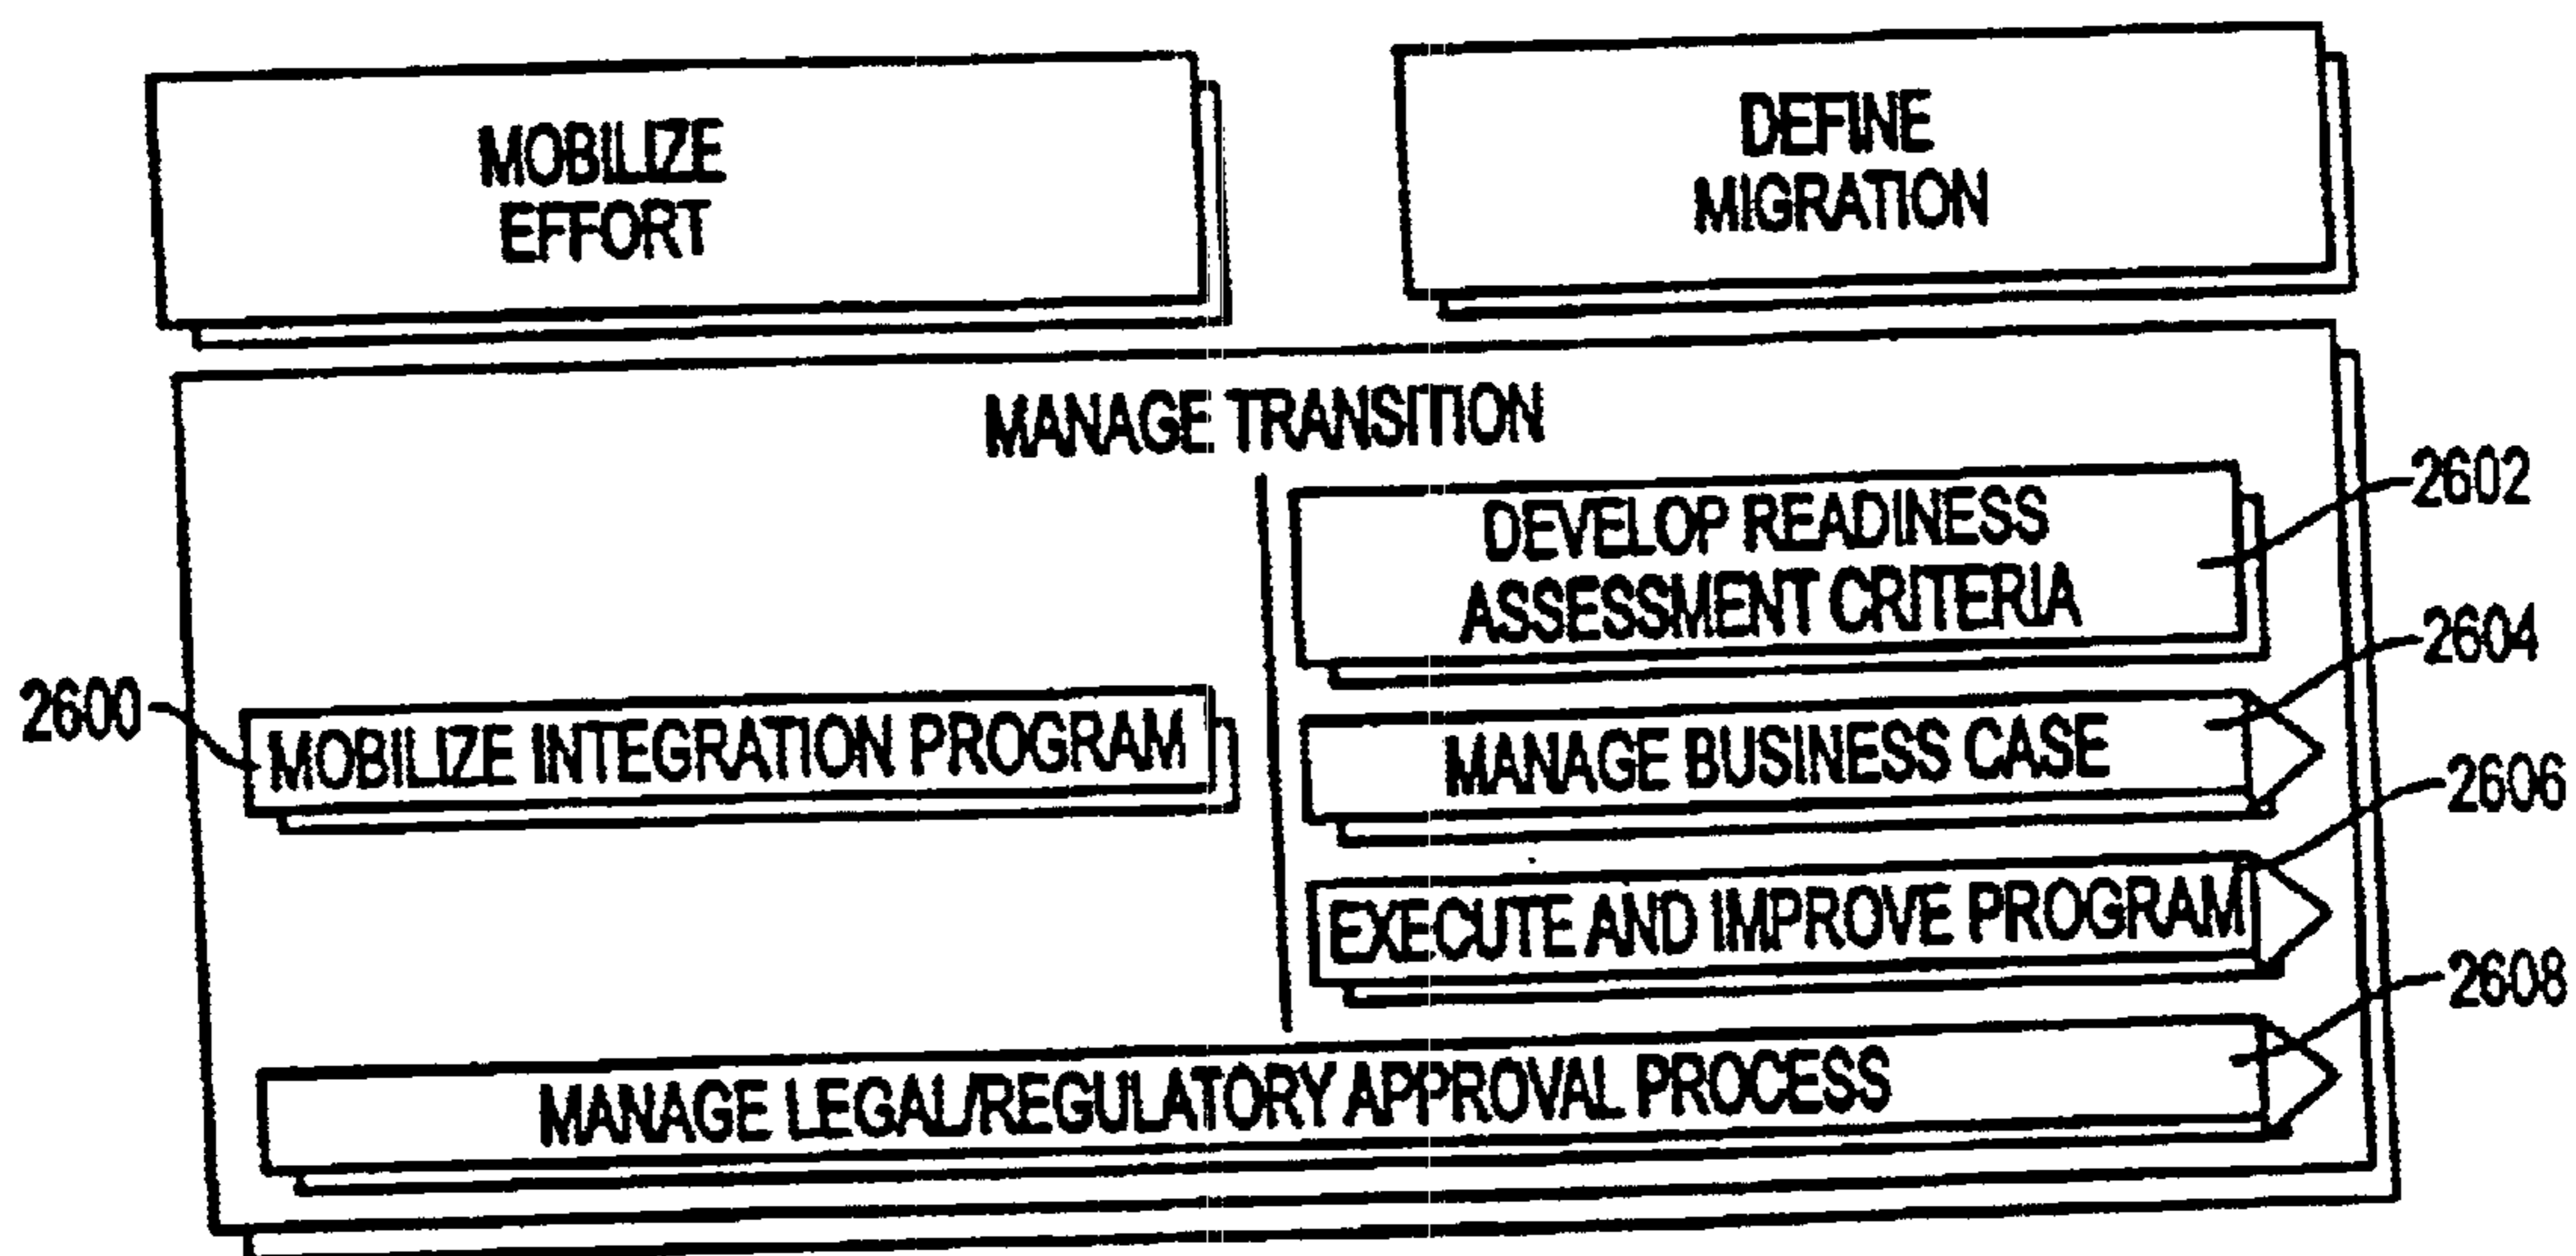 MOBILIZE
EFFORT
DEFINE
MIGRATION
MANAGE TRANSITION
2600
MOBILIZE INTEGRATION PROGRAM
DEVELOP READINESS
ASSESSMENT CRITERIA
2602
MANAGE BUSINESS CASE
2604
EXECUTE AND IMPROVE PROGRAM
2606
MANAGE LEGAL/REGULATORY APPROVAL PROCESS
2608